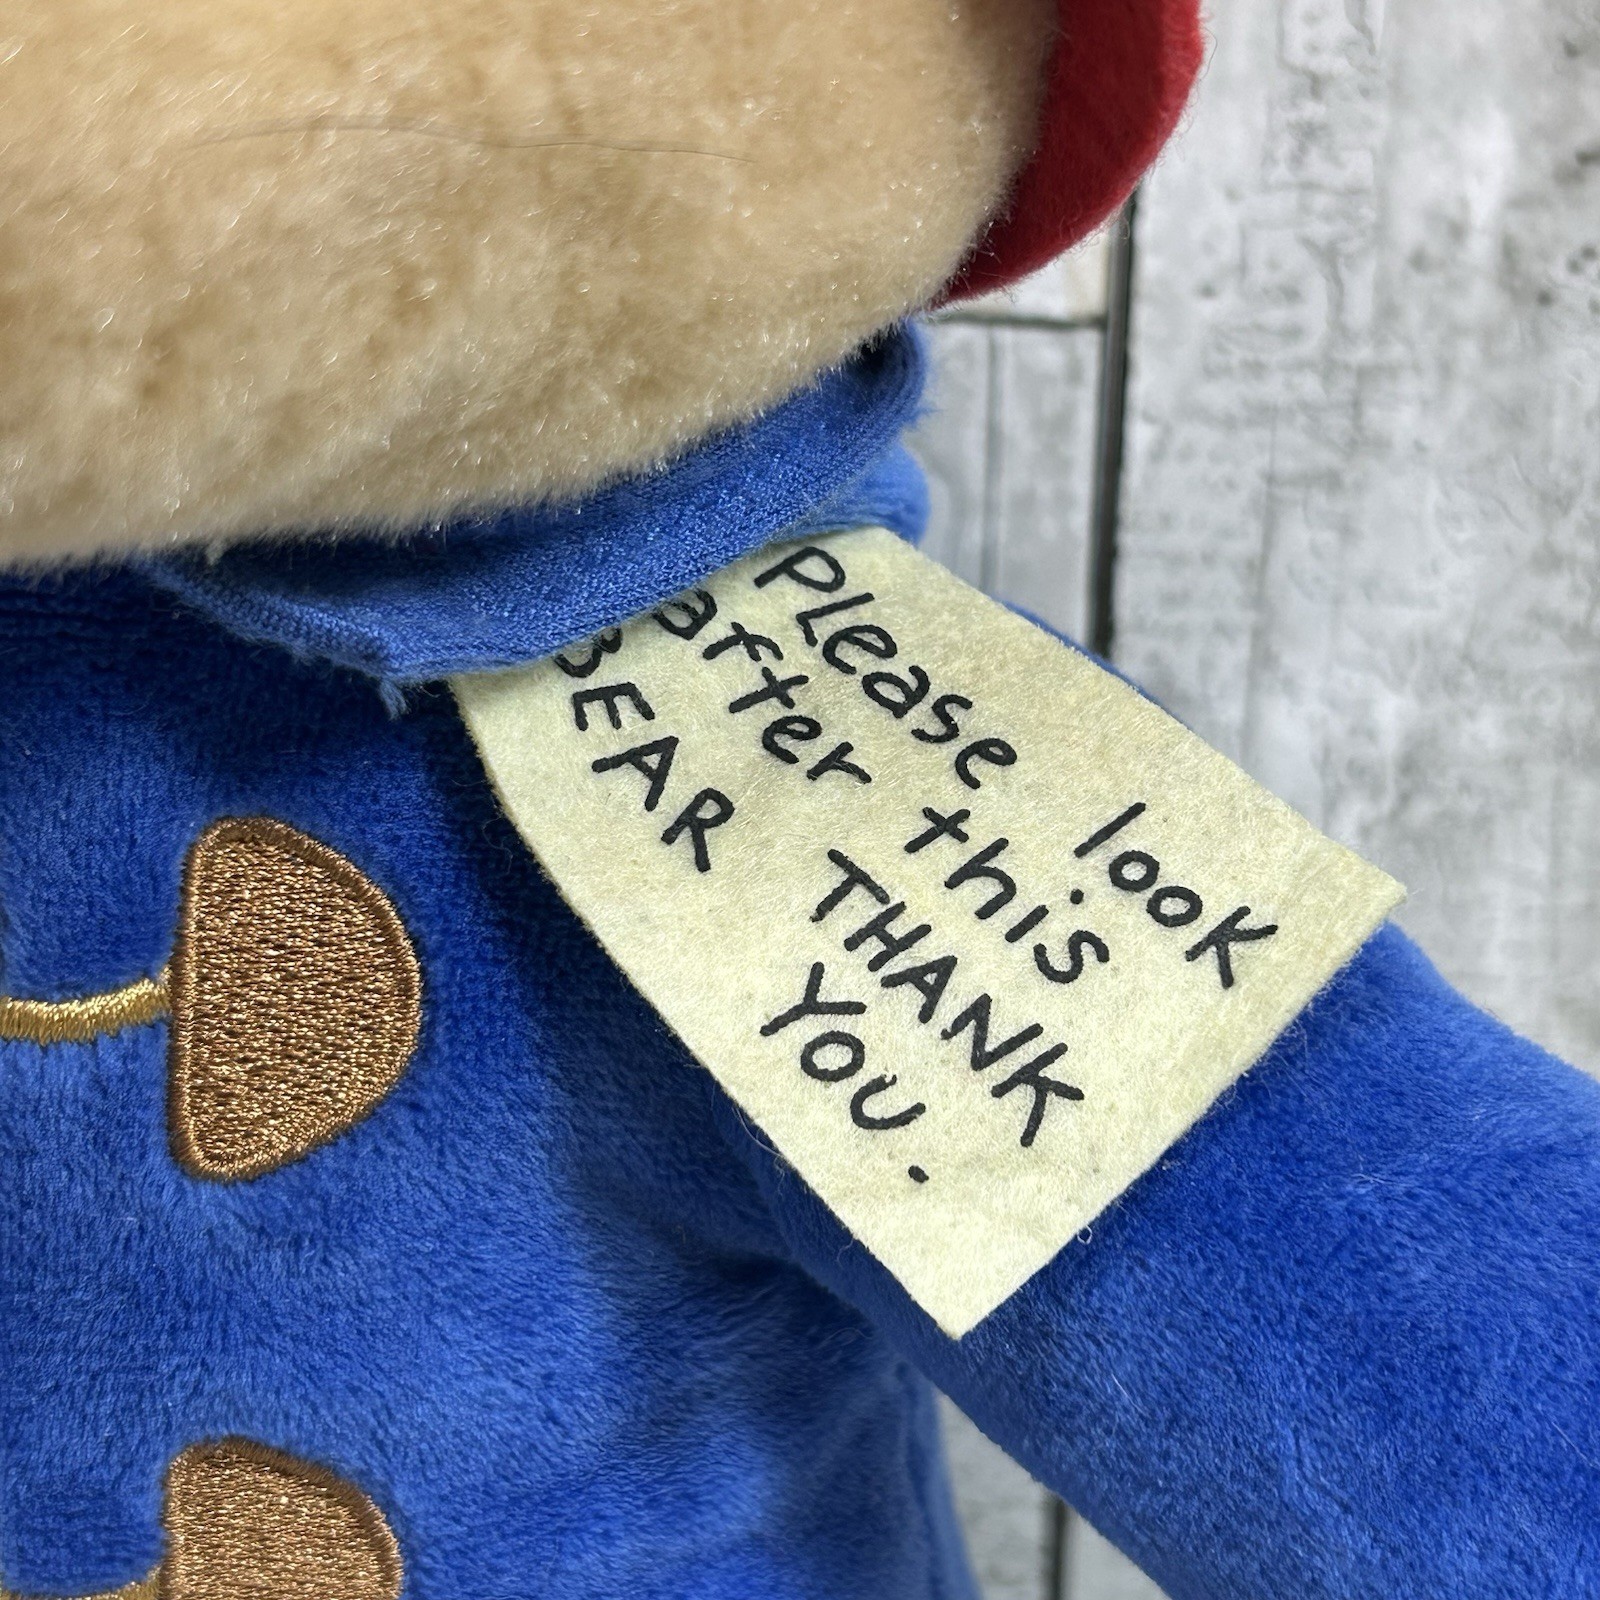 Please look
after this
BEAR THANK
YOU.